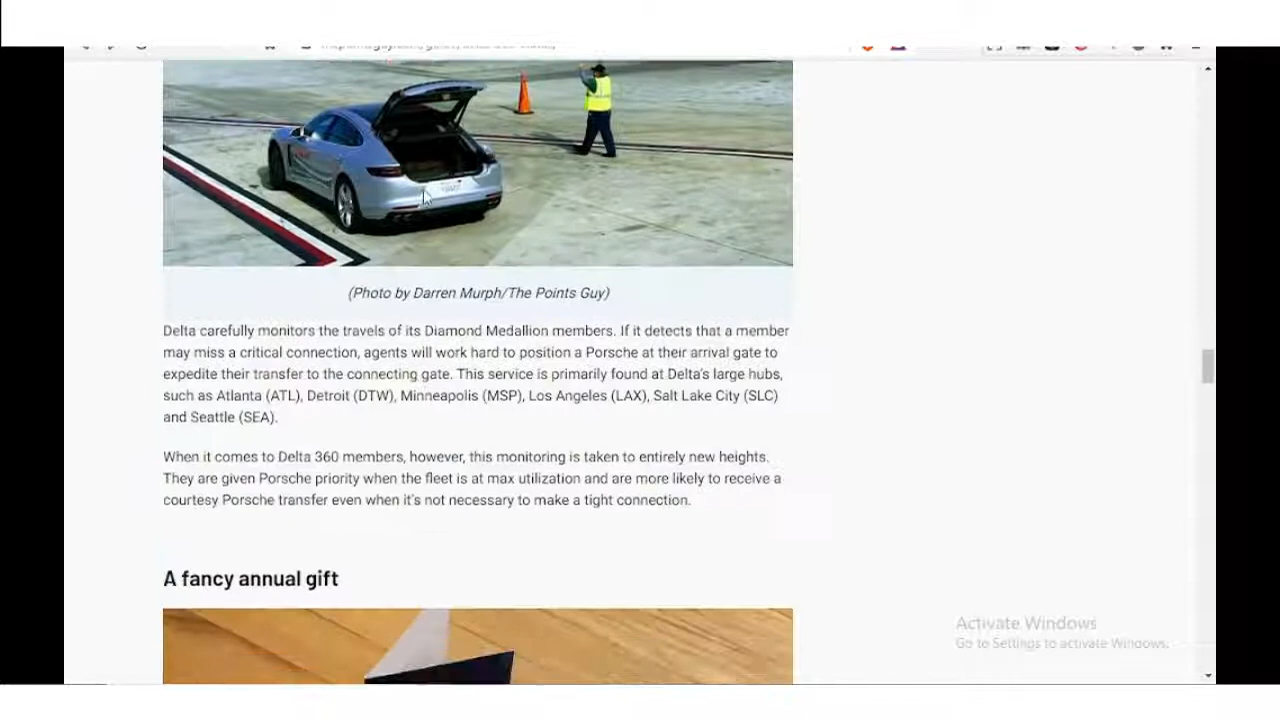 (Photo by Darren Murph/The Points Guy)
Delta carefully monitors the travels of its Diamond Medallion members. If it detects that a member
may miss a critical connection, agents will work hard to position a Porsche at their arrival gate to
expedite their transfer to the connecting gate. This service is primarily found at Delta's large hubs,
such as Atlanta (ATL), Detroit (DTW), Minneapolis (MSP), Los Angeles (LAX), Salt Lake City (SLC)
and Seattle (SEA).
When it comes to Delta 360 members, however, this monitoring is taken to entirely new heights.
They are given Porsche priority when the fleet is at max utilization and are more likely to receive a
courtesy Porsche transfer even when it's not necessary to make a tight connection.
A fancy annual gift
Activate Windows
Go to Settings to activate Windows.